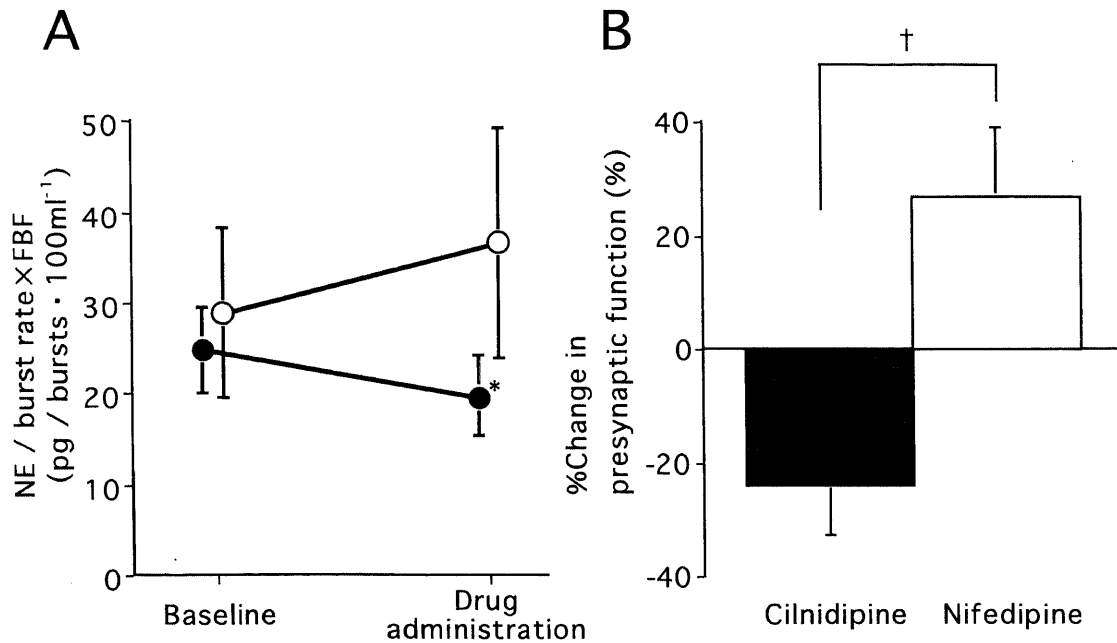 A
NE / burst rate×FBF
(pg / bursts・100ml⁻¹)
50
40
30
20
10
0
*
Baseline
Drug
administration
B
†
%Change in
presynaptic function (%)
40
20
0
-20
-40
Cilnidipine
Nifedipine